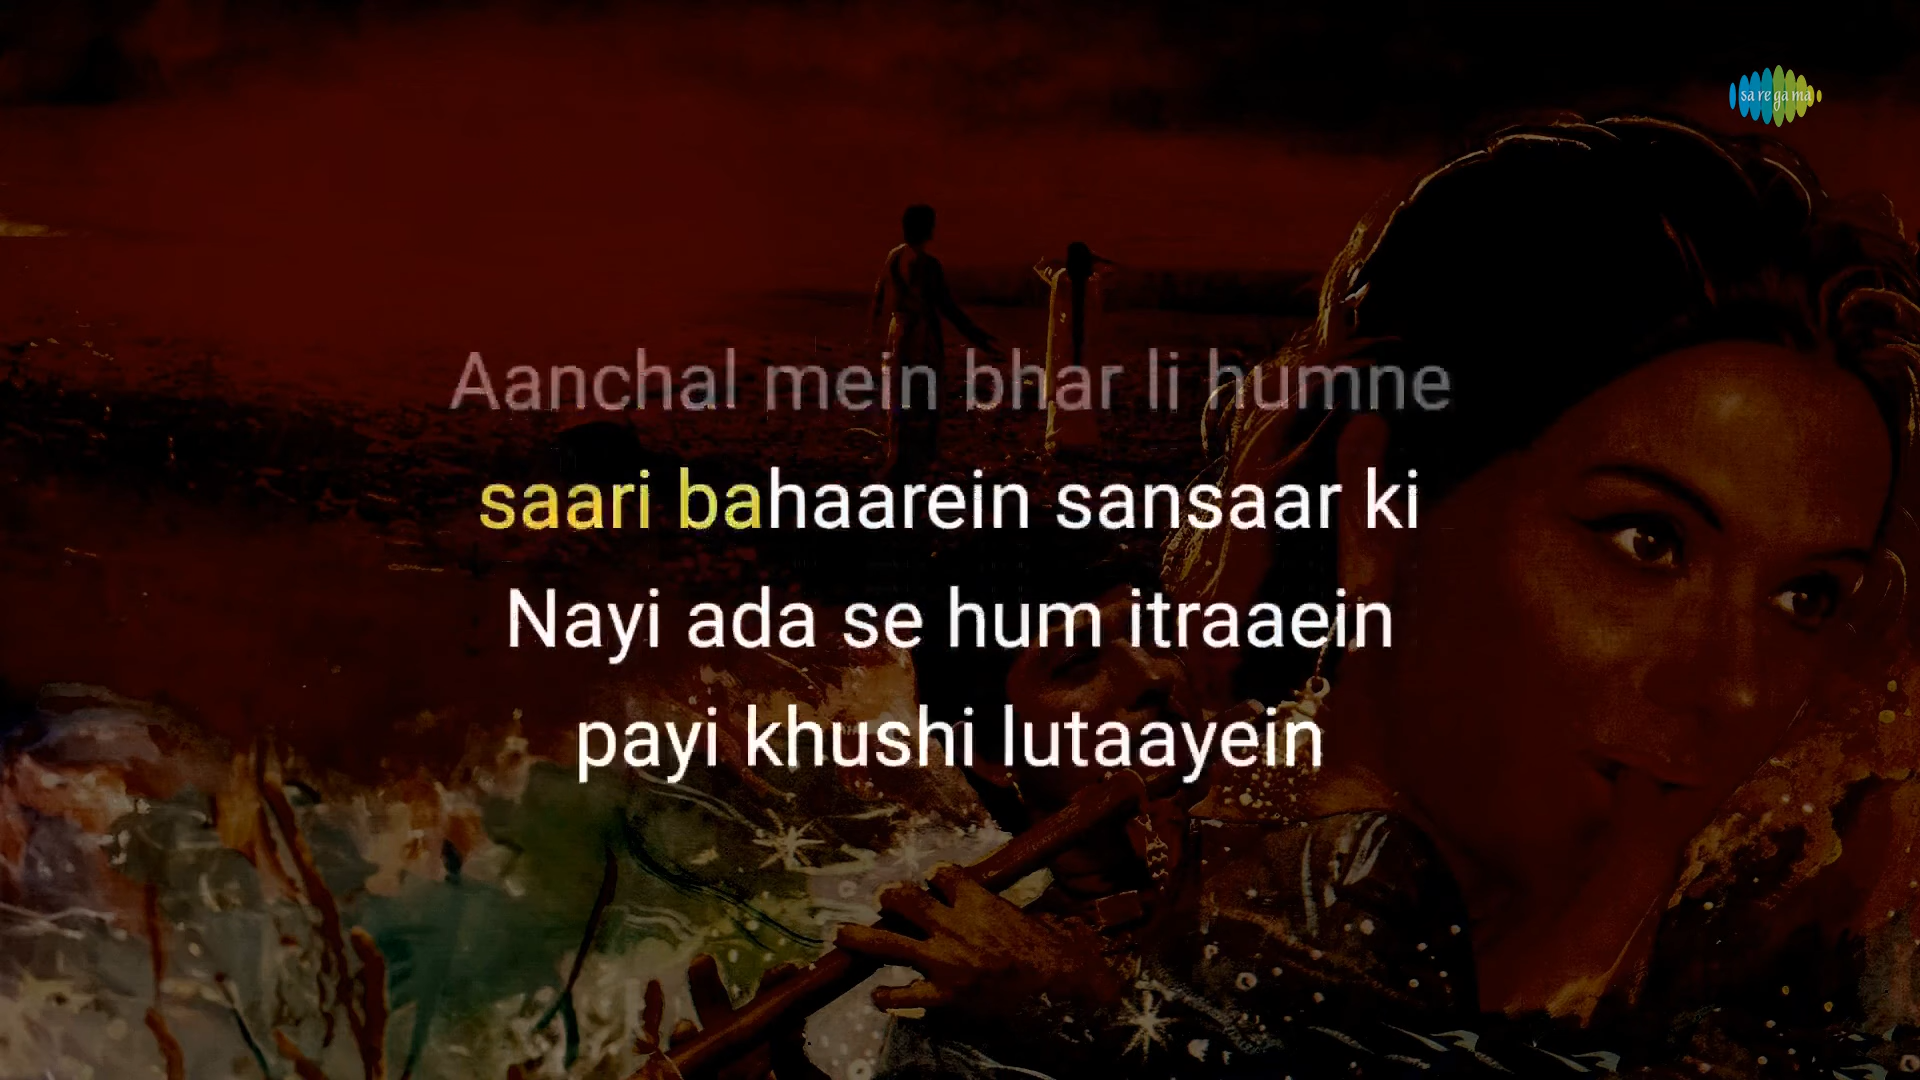 sa re ga ma
Aanchal mein bhar li humne
saari bahaarein sansaar ki
Nayi ada se hum itraaein
payi khushi lutaayein